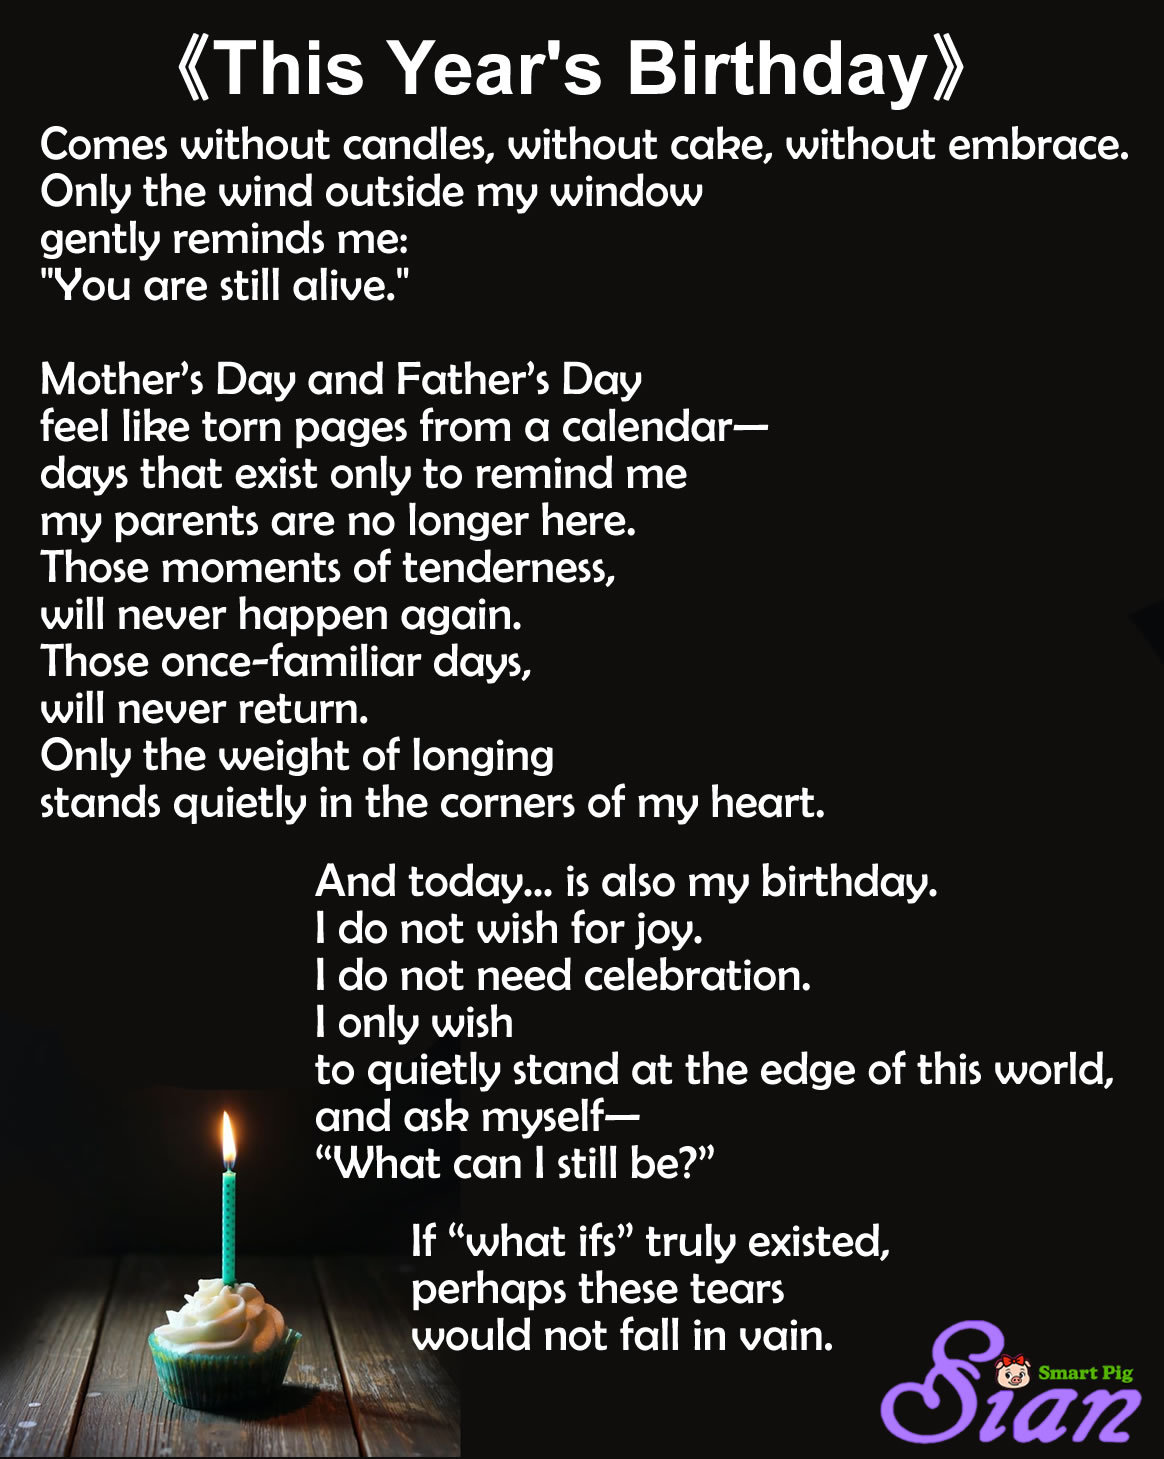 《This Year's Birthday》
Comes without candles, without cake, without embrace.
Only the wind outside my window
gently reminds me:
"You are still alive."
Mother’s Day and Father’s Day
feel like torn pages from a calendar—
days that exist only to remind me
my parents are no longer here.
Those moments of tenderness,
will never happen again.
Those once-familiar days,
will never return.
Only the weight of longing
stands quietly in the corners of my heart.
And today... is also my birthday.
I do not wish for joy.
I do not need celebration.
I only wish
to quietly stand at the edge of this world,
and ask myself—
“What can I still be?”
If “what ifs” truly existed,
perhaps these tears
would not fall in vain.
Smart Pig
Sian